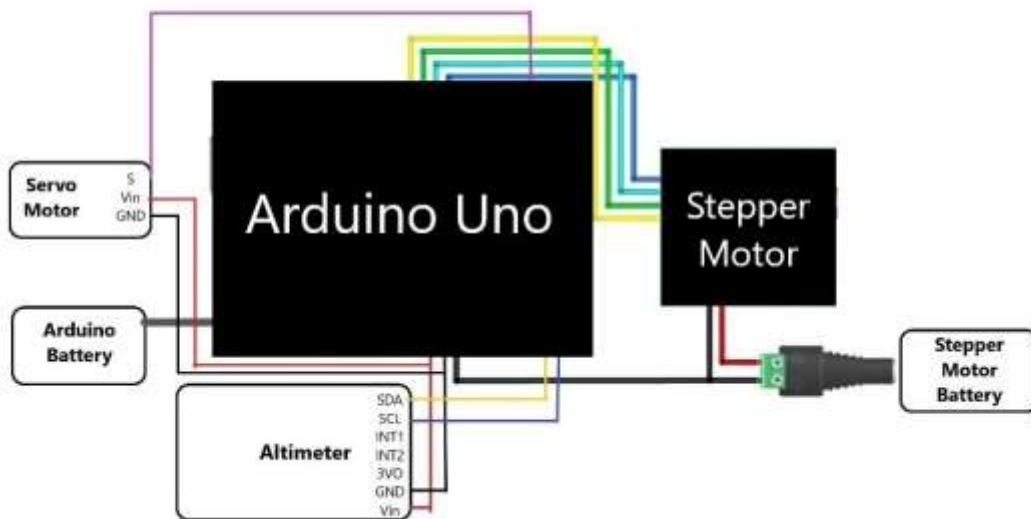 Arduino Uno
Stepper
Motor
Servo
Motor
S
Vin
GND
Arduino
Battery
Stepper
Motor
Battery
Altimeter
SDA
SCL
INT1
INT2
3VO
GND
Vin